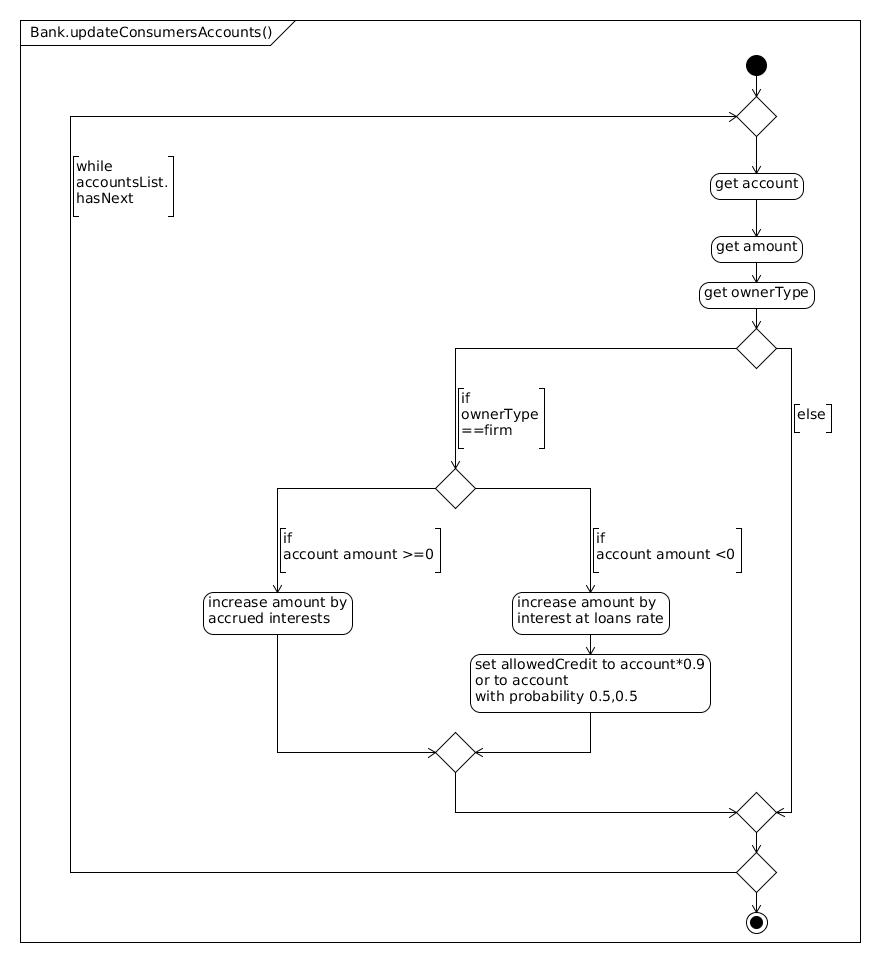 Bank.updateConsumersAccounts()
while
accountsList.
hasNext
get account
get amount
get ownerType
if
ownerType
==firm
else
if
account amount >=0
if
account amount <0
increase amount by
accrued interests
increase amount by
interest at loans rate
set allowedCredit to account*0.9
or to account
with probability 0.5,0.5